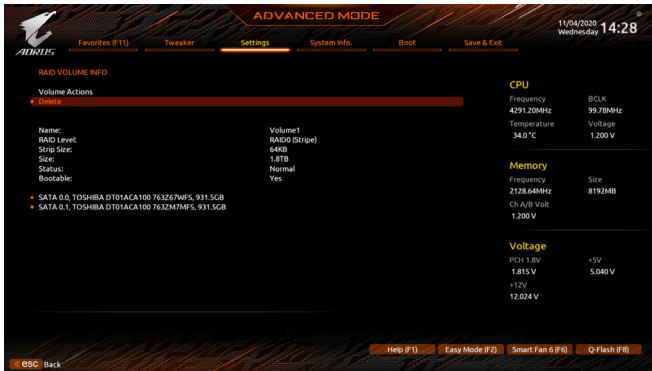 ADVANCED MODE
11/04/2020 14:28
Wednesday
AORUS
Favorites (F11) Tweaker Settings System Info. Boot Save & Exit
RAID VOLUME INFO
Volume Actions
Delete
Name: Volume1
RAID Level: RAID0 (Stripe)
Strip Size: 64KB
Size: 1.8TB
Status: Normal
Bootable: Yes
SATA 0.0, TOSHIBA DT01ACA100 763Z67WFS, 931.5GB
SATA 0.1, TOSHIBA DT01ACA100 763ZM7MFS, 931.5GB
CPU
Frequency BCLK
4291.20MHz 99.78MHz
Temperature Voltage
34.0 °C 1.200 V
Memory
Frequency Size
2128.64MHz 8192MB
Ch A/B Volt
1.200 V
Voltage
PCH 1.8V +5V
1.815 V 5.040 V
+12V
12.024 V
Help (F1) Easy Mode (F2) Smart Fan 6 (F6) Q-Flash (F8)
esc Back